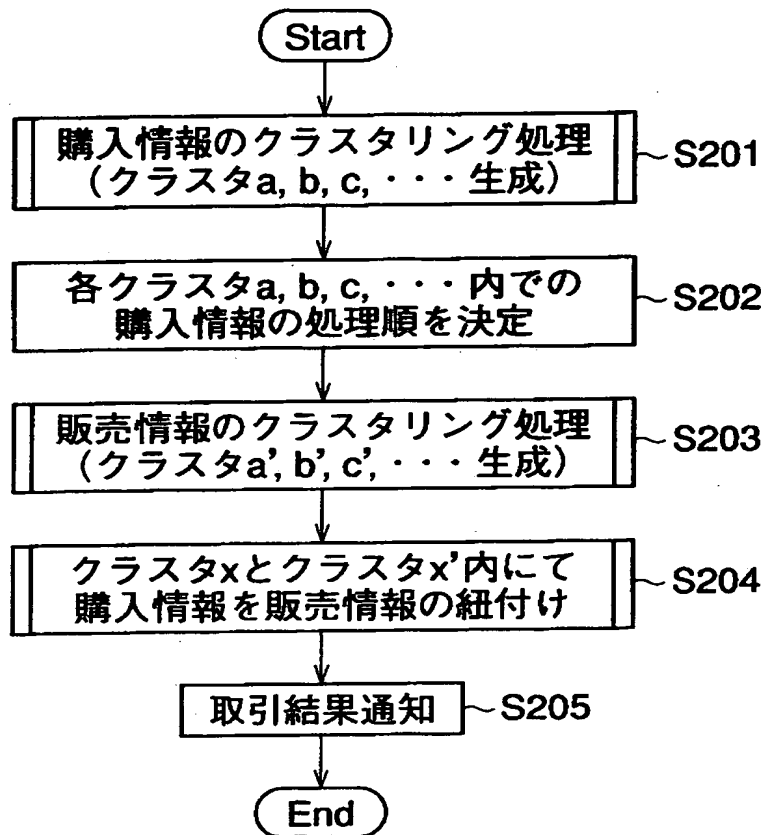 Start
購入情報のクラスタリング処理
(クラスタa, b, c, ・・・ 生成)
S201
各クラスタa, b, c, ・・・ 内での
購入情報の処理順を決定
S202
販売情報のクラスタリング処理
(クラスタa', b', c', ・・・ 生成)
S203
クラスタxとクラスタx'内にて
購入情報を販売情報の紐付け
S204
取引結果通知
S205
End